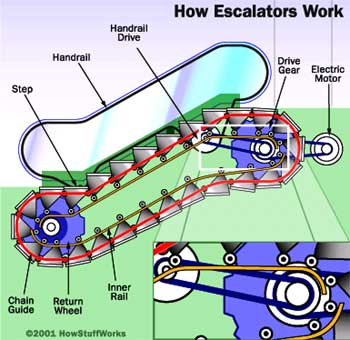 How Escalators Work
Handrail
Drive
Handrail
Drive
Gear
Electric
Motor
Step
Inner
Rail
Chain
Guide
Return
Wheel
©2001 HowStuffWorks